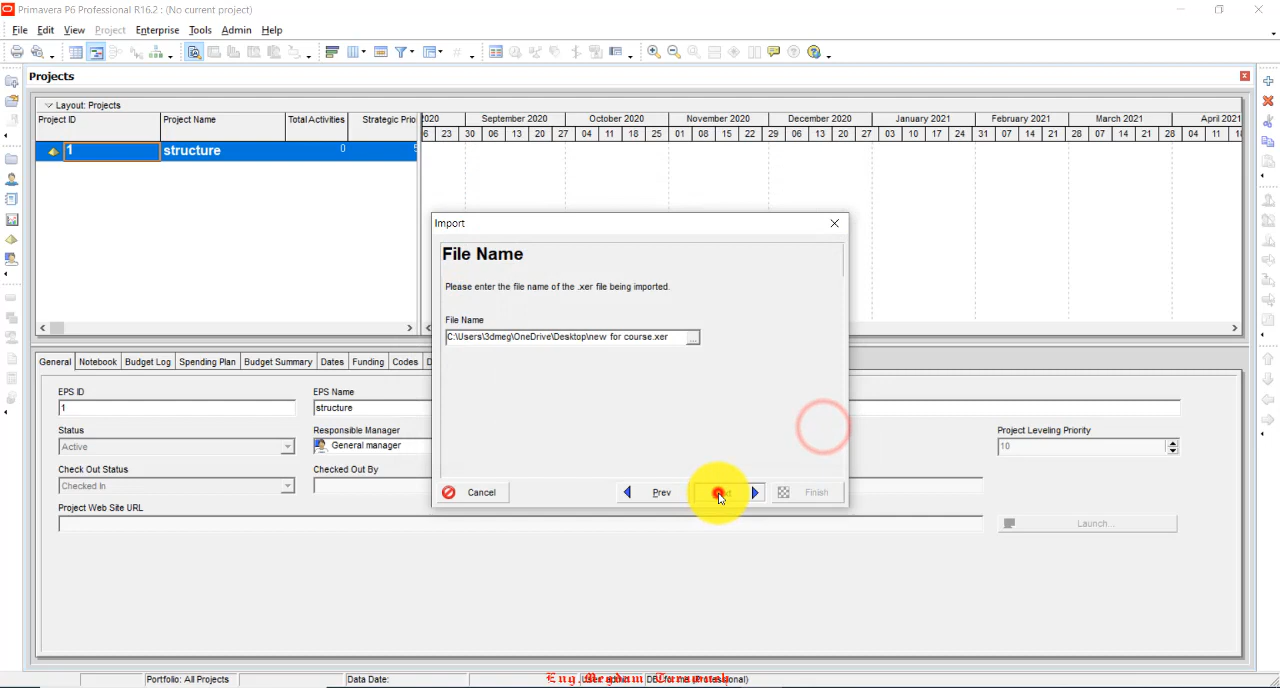 Primavera P6 Professional R16.2 : (No current project)
File Edit View Project Enterprise Tools Admin Help
Projects
Layout: Projects
Project ID Project Name Total Activities Strategic Prio
2020 September 2020 October 2020 November 2020 December 2020 January 2021 February 2021 March 2021 April 2021
6 23 30 06 13 20 27 04 11 18 25 01 08 15 22 29 06 13 20 27 03 10 17 24 31 07 14 21 28 07 14 21 28 04 11
1 structure 0 5
Import
File Name
Please enter the file name of the .xer file being imported.
File Name
C:\Users\3dmeg\OneDrive\Desktop\new for course.xer ...
Cancel Prev Finish
General Notebook Budget Log Spending Plan Budget Summary Dates Funding Codes D
EPS ID EPS Name
1 structure
Status Responsible Manager Project Leveling Priority
Active General manager 10
Check Out Status Checked Out By
Checked In
Project Web Site URL
Launch...
Portfolio: All Projects Data Date: